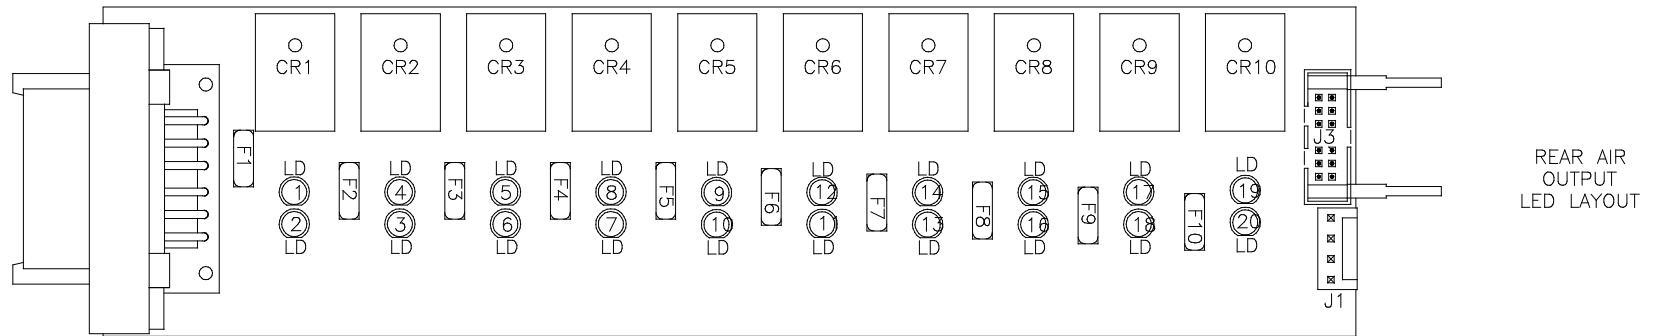 CR1 CR2 CR3 CR4 CR5 CR6 CR7 CR8 CR9 CR10
J3
F1 F2 F3 F4 F5 F6 F7 F8 F9 F10
LD LD LD LD LD LD LD LD LD LD
1 4 5 8 9 12 14 15 17 19
2 3 6 7 10 11 13 16 18 20
LD LD LD LD LD LD LD LD LD
J1
REAR AIR
OUTPUT
LED LAYOUT